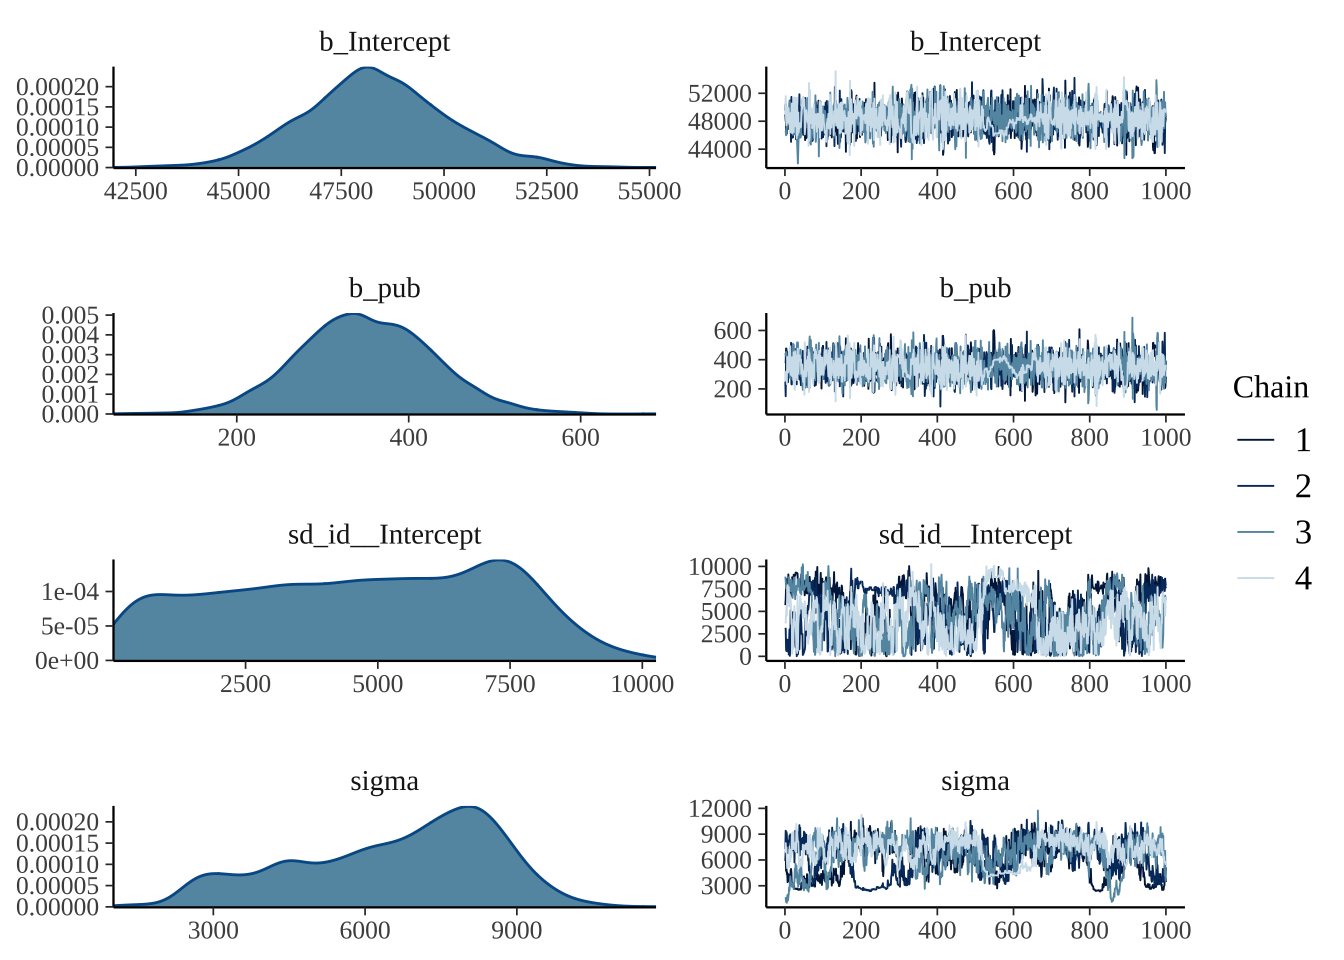 b_Intercept
0.00020
0.00015
0.00010
0.00005
0.00000
42500 45000 47500 50000 52500 55000
b_Intercept
52000
48000
44000
0 200 400 600 800 1000
b_pub
0.005
0.004
0.003
0.002
0.001
0.000
200 400 600
b_pub
600
400
200
0 200 400 600 800 1000
sd_id__Intercept
1e-04
5e-05
0e+00
2500 5000 7500 10000
sd_id__Intercept
10000
7500
5000
2500
0
0 200 400 600 800 1000
sigma
0.00020
0.00015
0.00010
0.00005
0.00000
3000 6000 9000
sigma
12000
9000
6000
3000
0 200 400 600 800 1000
Chain
1
2
3
4